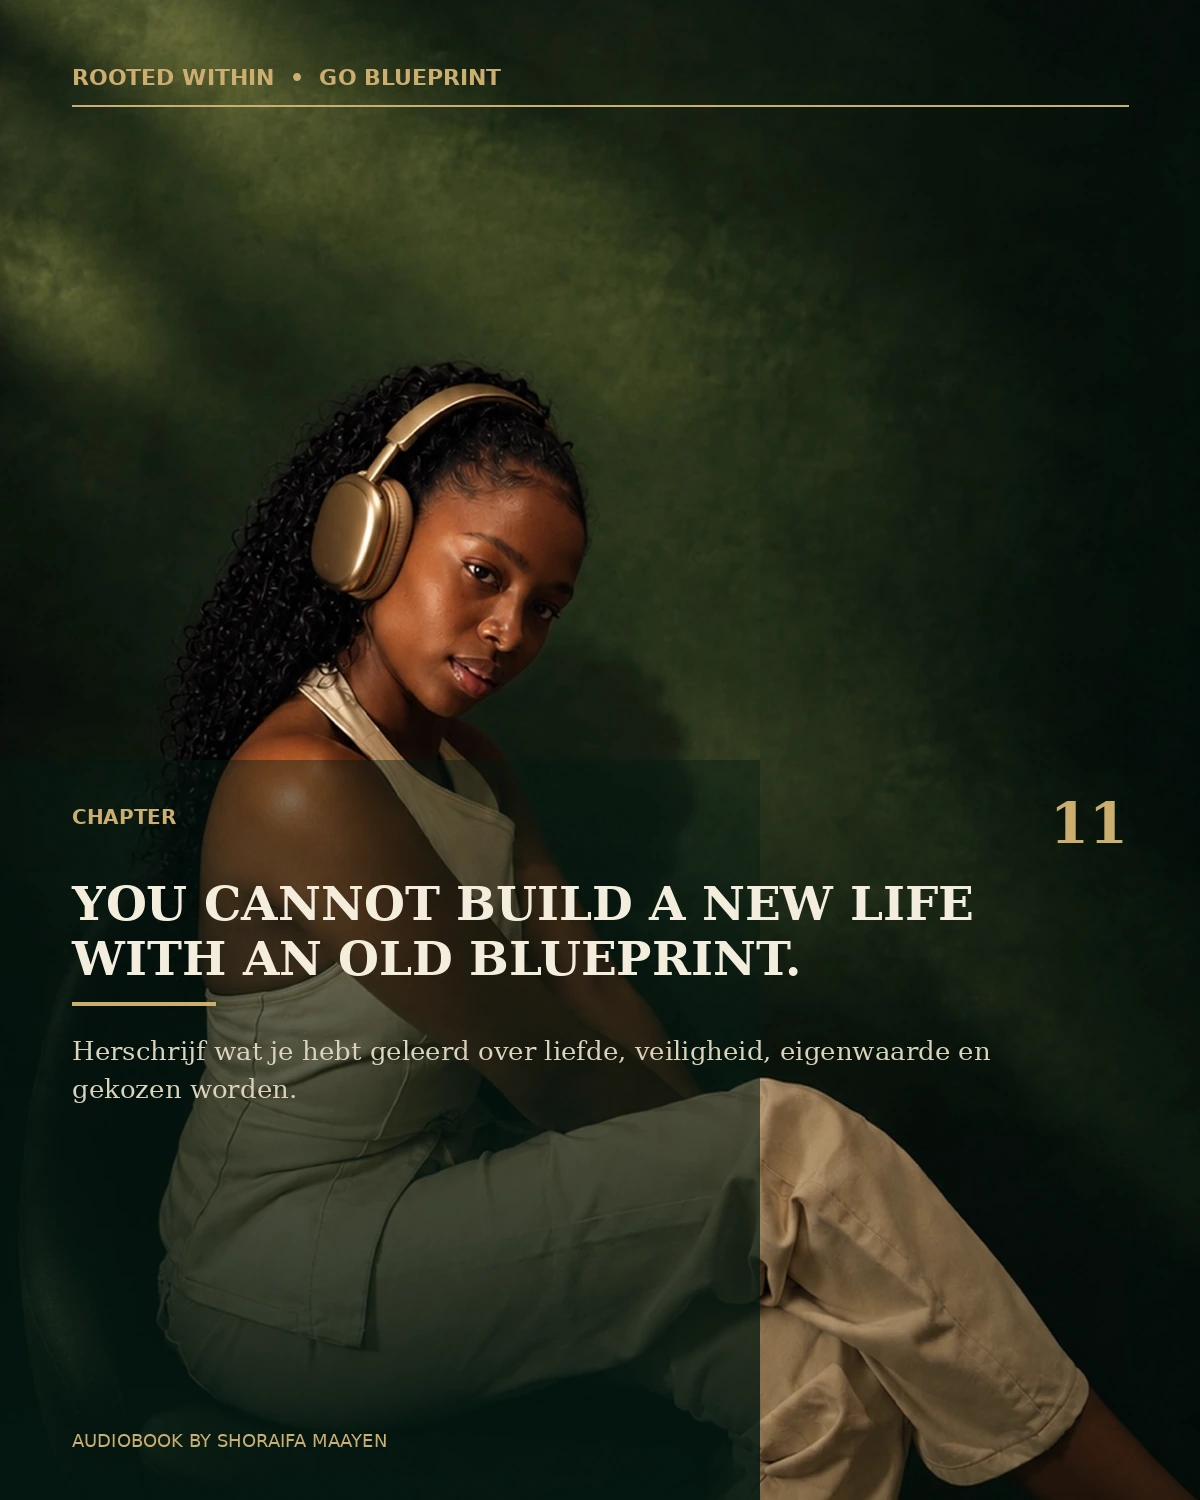 ROOTED WITHIN • GO BLUEPRINT
CHAPTER
11
YOU CANNOT BUILD A NEW LIFE
WITH AN OLD BLUEPRINT.
Herschrijf wat je hebt geleerd over liefde, veiligheid, eigenwaarde en
gekozen worden.
AUDIOBOOK BY SHORAIFA MAAYEN